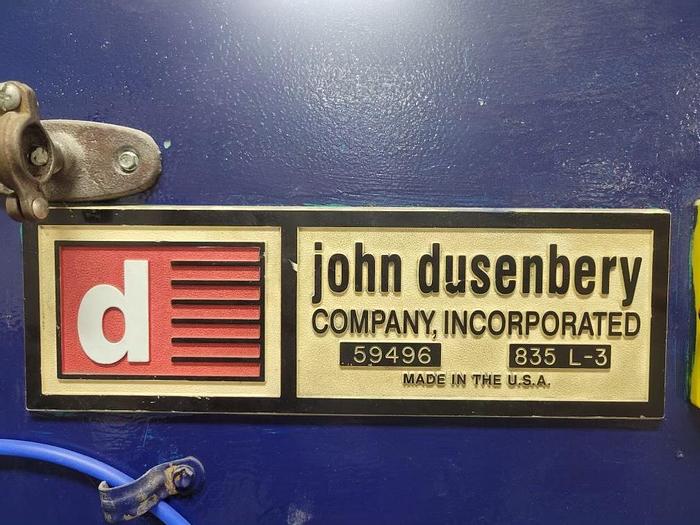 d
john dusenbery
COMPANY, INCORPORATED
59496 835 L-3
MADE IN THE U.S.A.